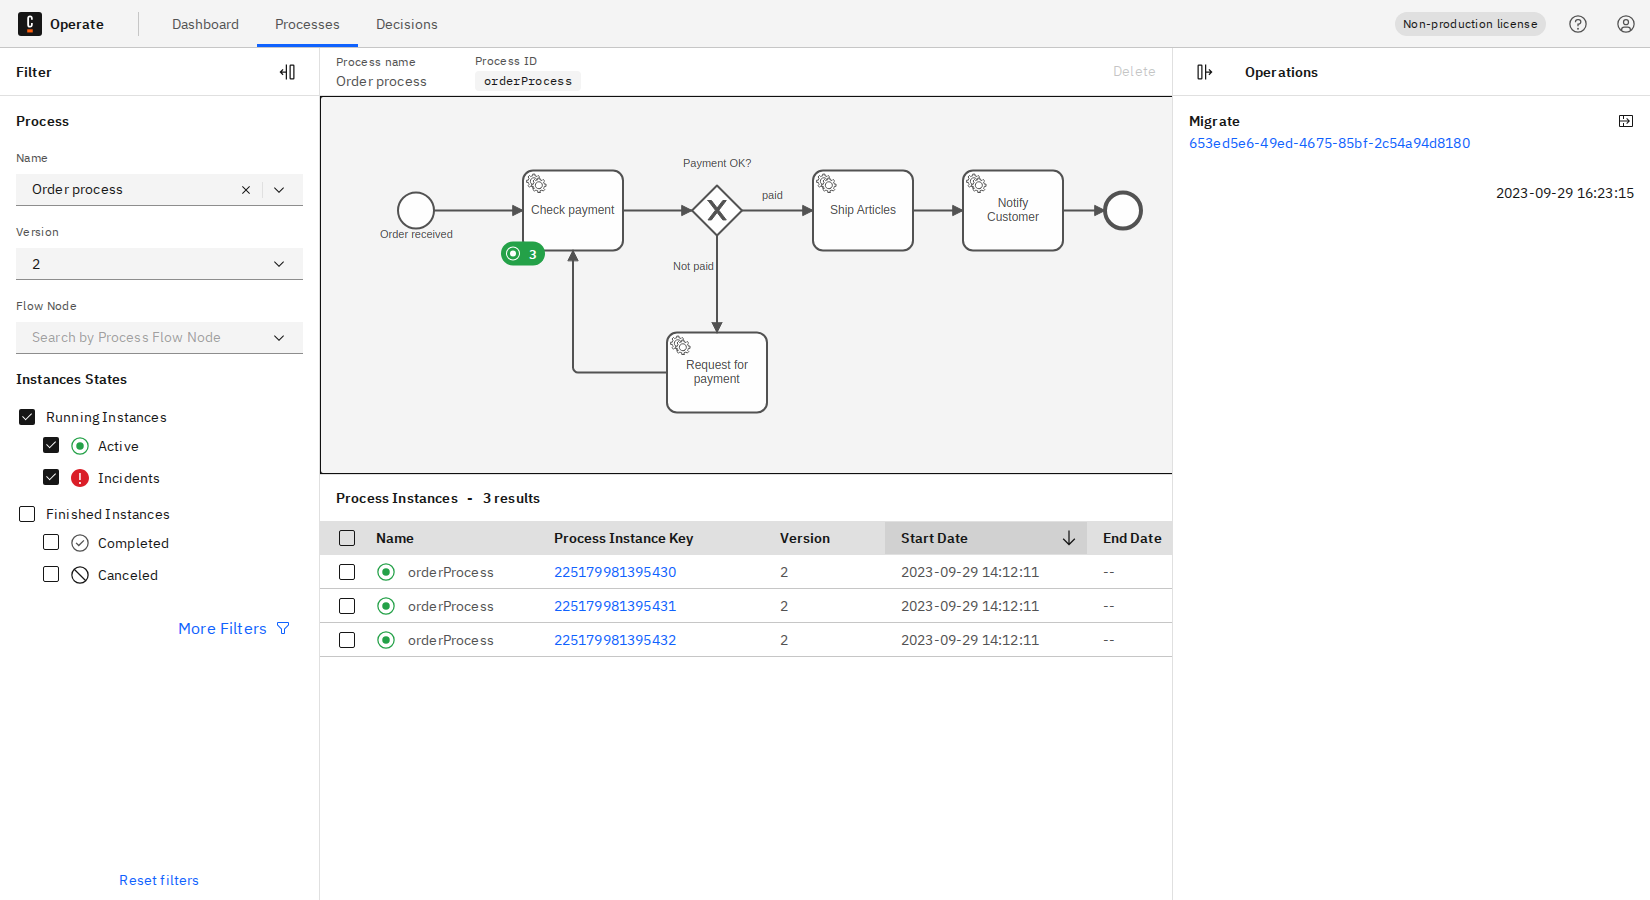 Operate
Dashboard
Processes
Decisions
Non-production license
Filter
Process
Name
Order process
Version
2
Flow Node
Search by Process Flow Node
Instances States
Running Instances
Active
Incidents
Finished Instances
Completed
Canceled
More Filters
Reset filters
Process name
Order process
Process ID
orderProcess
Delete
Order received
Check payment
3
Payment OK?
paid
Not paid
Request for
payment
Ship Articles
Notify
Customer
Process Instances - 3 results
Name Process Instance Key Version Start Date End Date
orderProcess 225179981395430 2 2023-09-29 14:12:11 --
orderProcess 225179981395431 2 2023-09-29 14:12:11 --
orderProcess 225179981395432 2 2023-09-29 14:12:11 --
Operations
Migrate
653ed5e6-49ed-4675-85bf-2c54a94d8180
2023-09-29 16:23:15